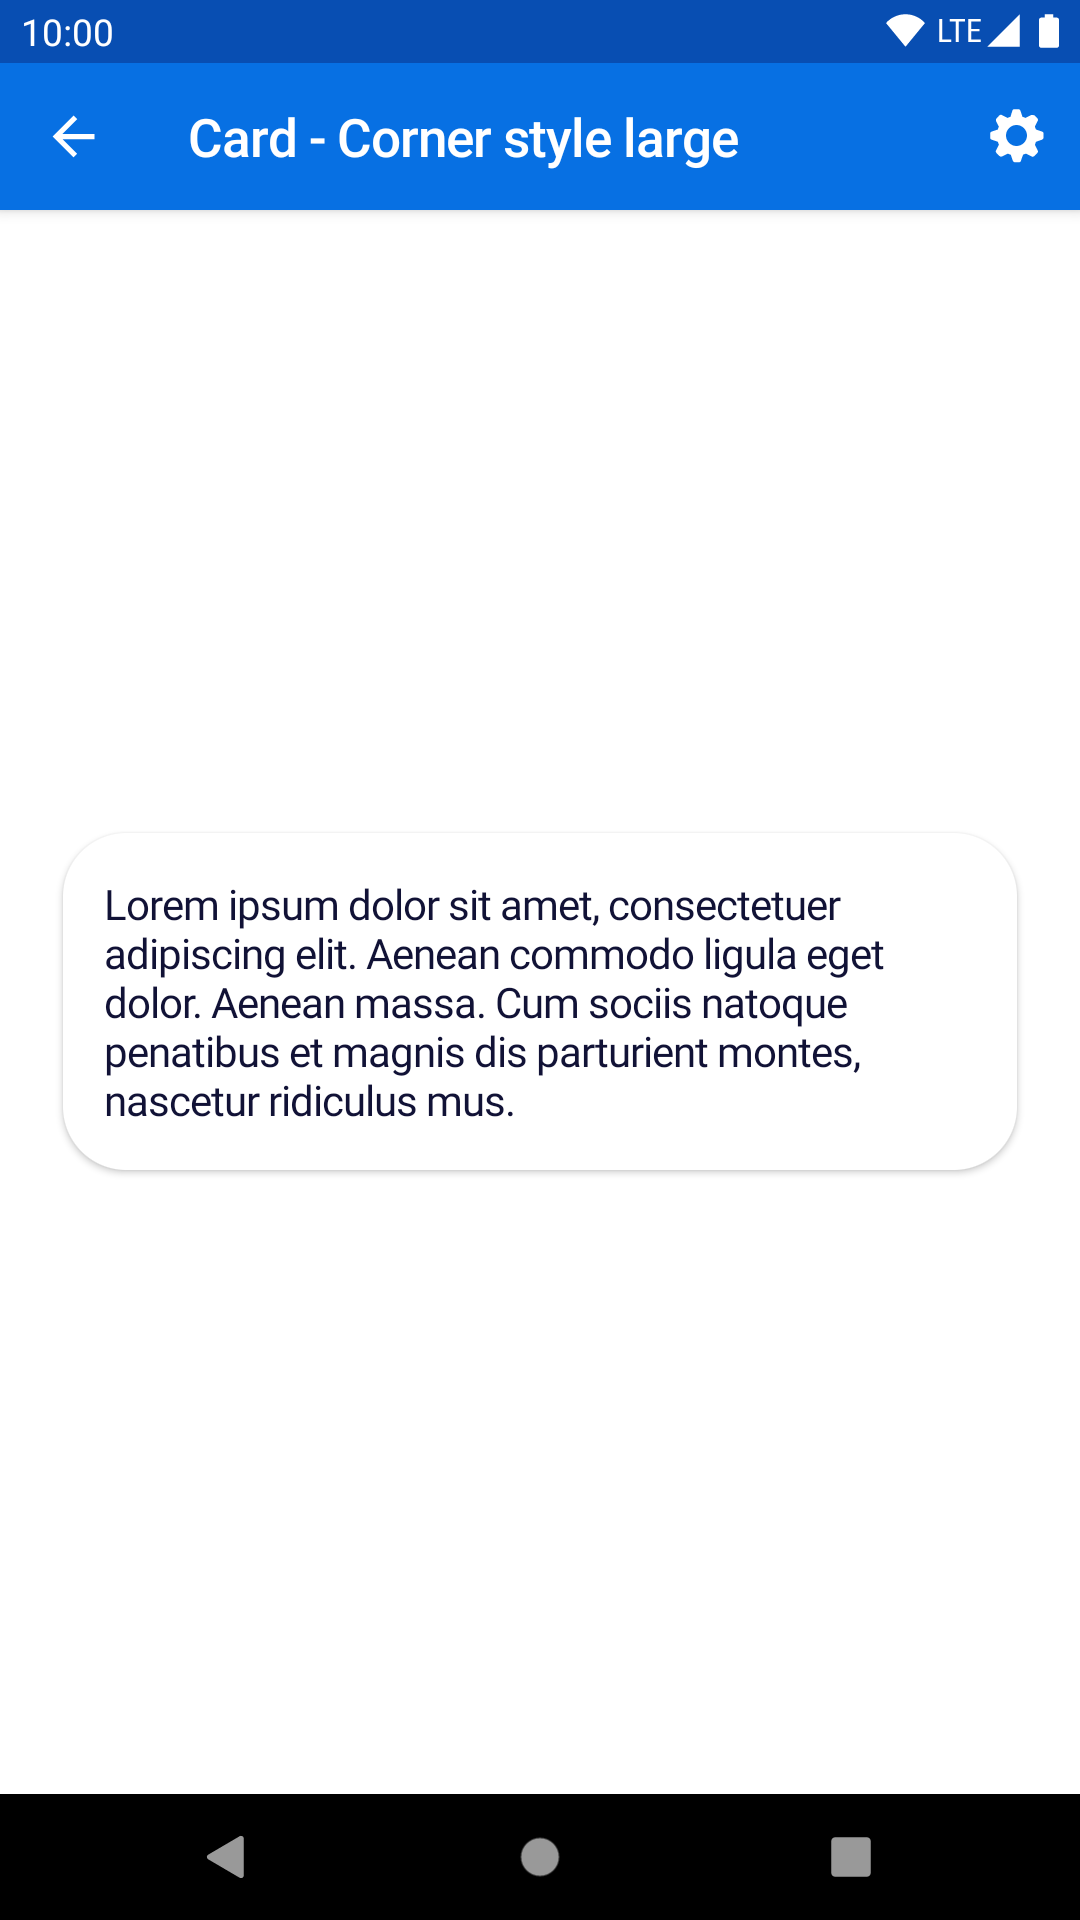 10:00
LTE
Card - Corner style large
Lorem ipsum dolor sit amet, consectetuer
adipiscing elit. Aenean commodo ligula eget
dolor. Aenean massa. Cum sociis natoque
penatibus et magnis dis parturient montes,
nascetur ridiculus mus.